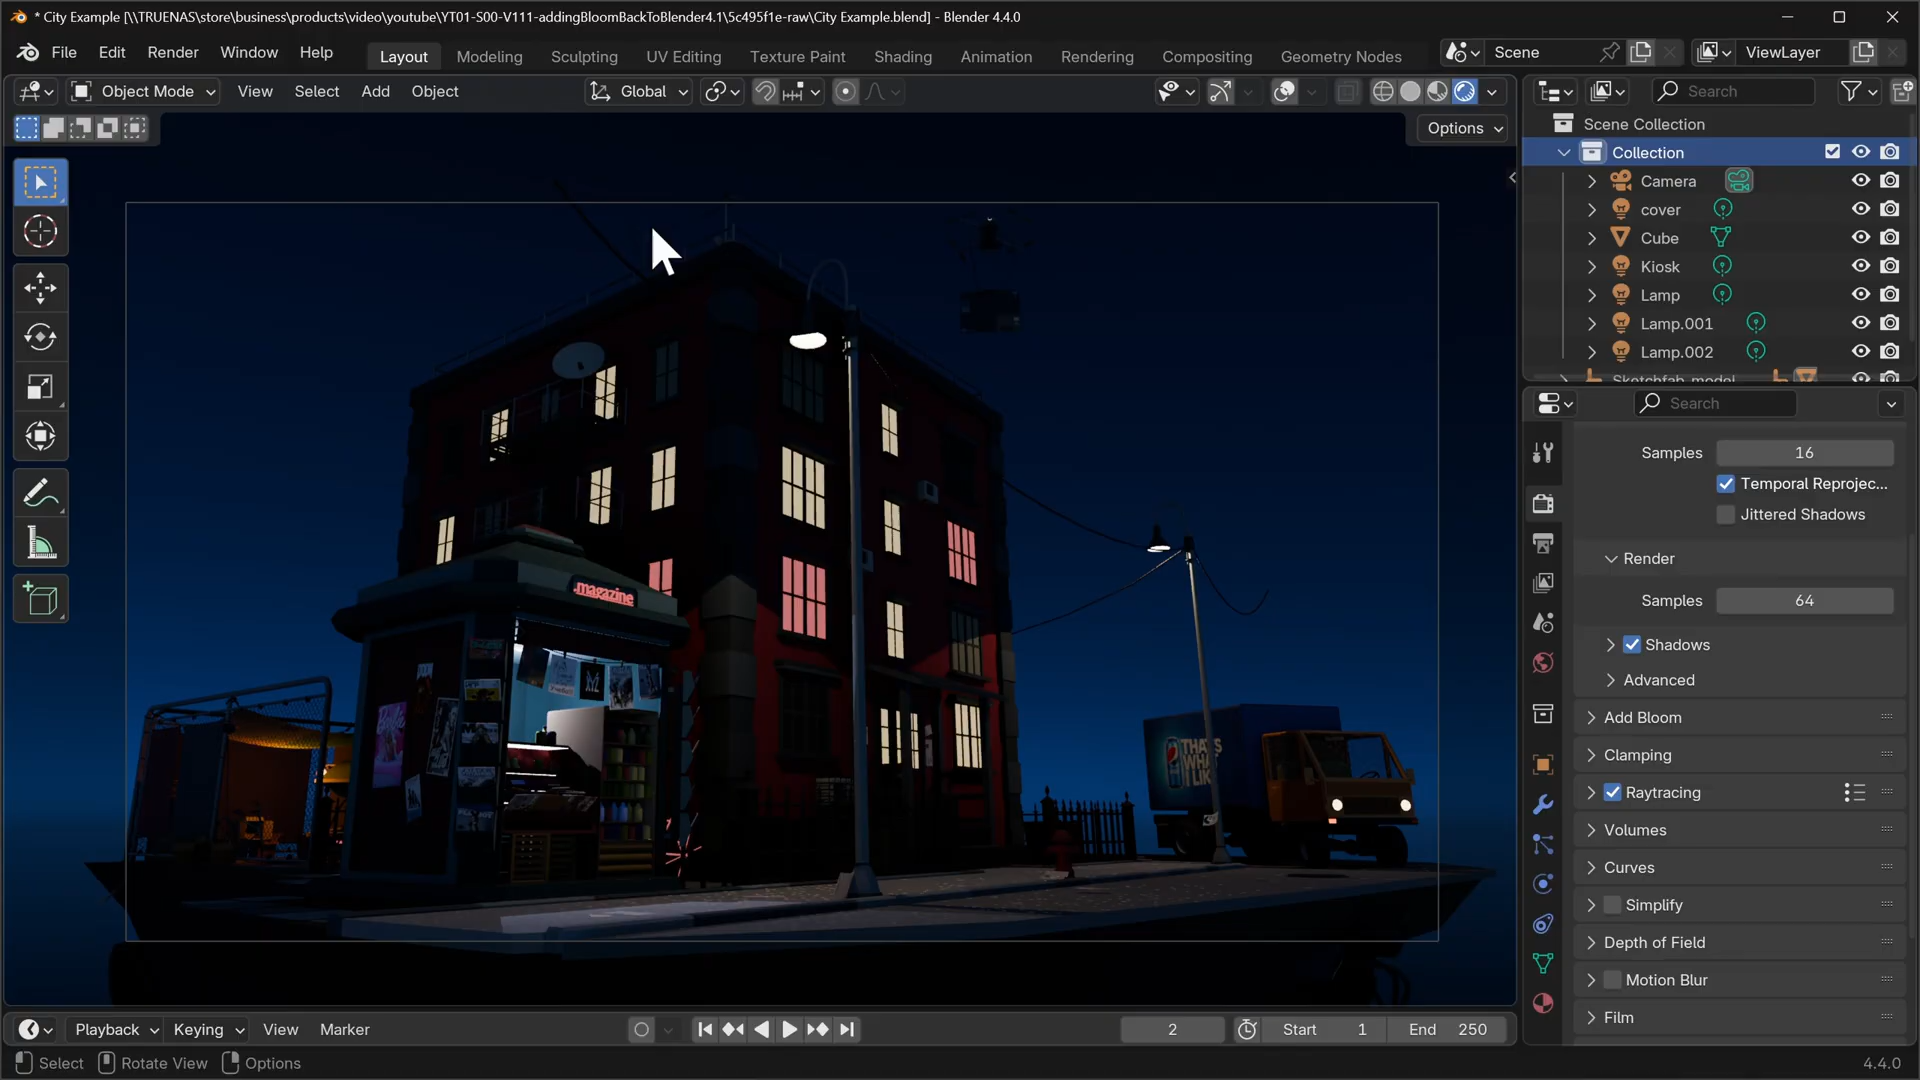 * City Example [\\TRUENAS\store\business\products\video\youtube\YT01-S00-V111-addingBloomBackToBlender4.1\5c495f1e-raw\City Example.blend] - Blender 4.4.0
File Edit Render Window Help Layout Modeling Sculpting UV Editing Texture Paint Shading Animation Rendering Compositing Geometry Nodes Scene ViewLayer
Object Mode View Select Add Object Global Search
Options
Scene Collection
Collection
Camera
cover
Cube
Kiosk
Lamp
Lamp.001
Lamp.002
Sketchfab_model
Search
Samples 16
Temporal Reprojec...
Jittered Shadows
Render
Samples 64
Shadows
Advanced
Add Bloom
Clamping
Raytracing
Volumes
Curves
Simplify
Depth of Field
Motion Blur
Film
.magazine
THATS
WHAT
I LIKE
Playback Keying View Marker 2 Start 1 End 250
Select Rotate View Options 4.4.0